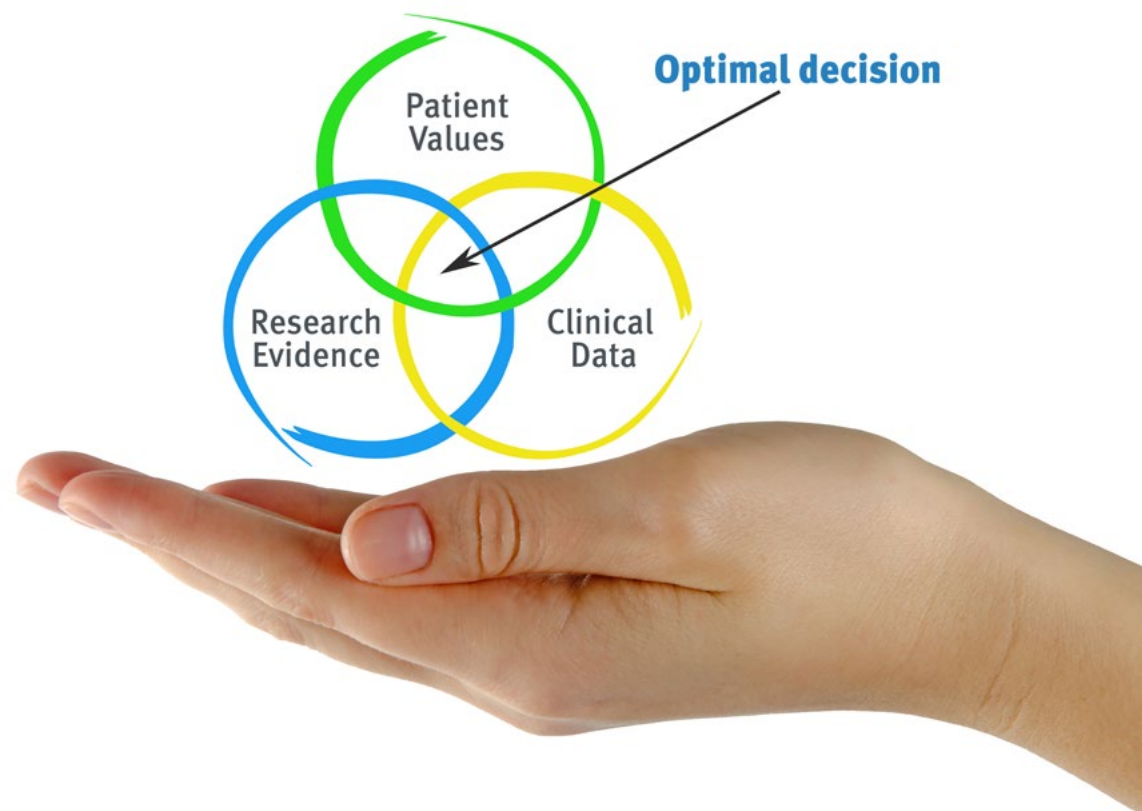 Optimal decision
Patient
Values
Research
Evidence
Clinical
Data